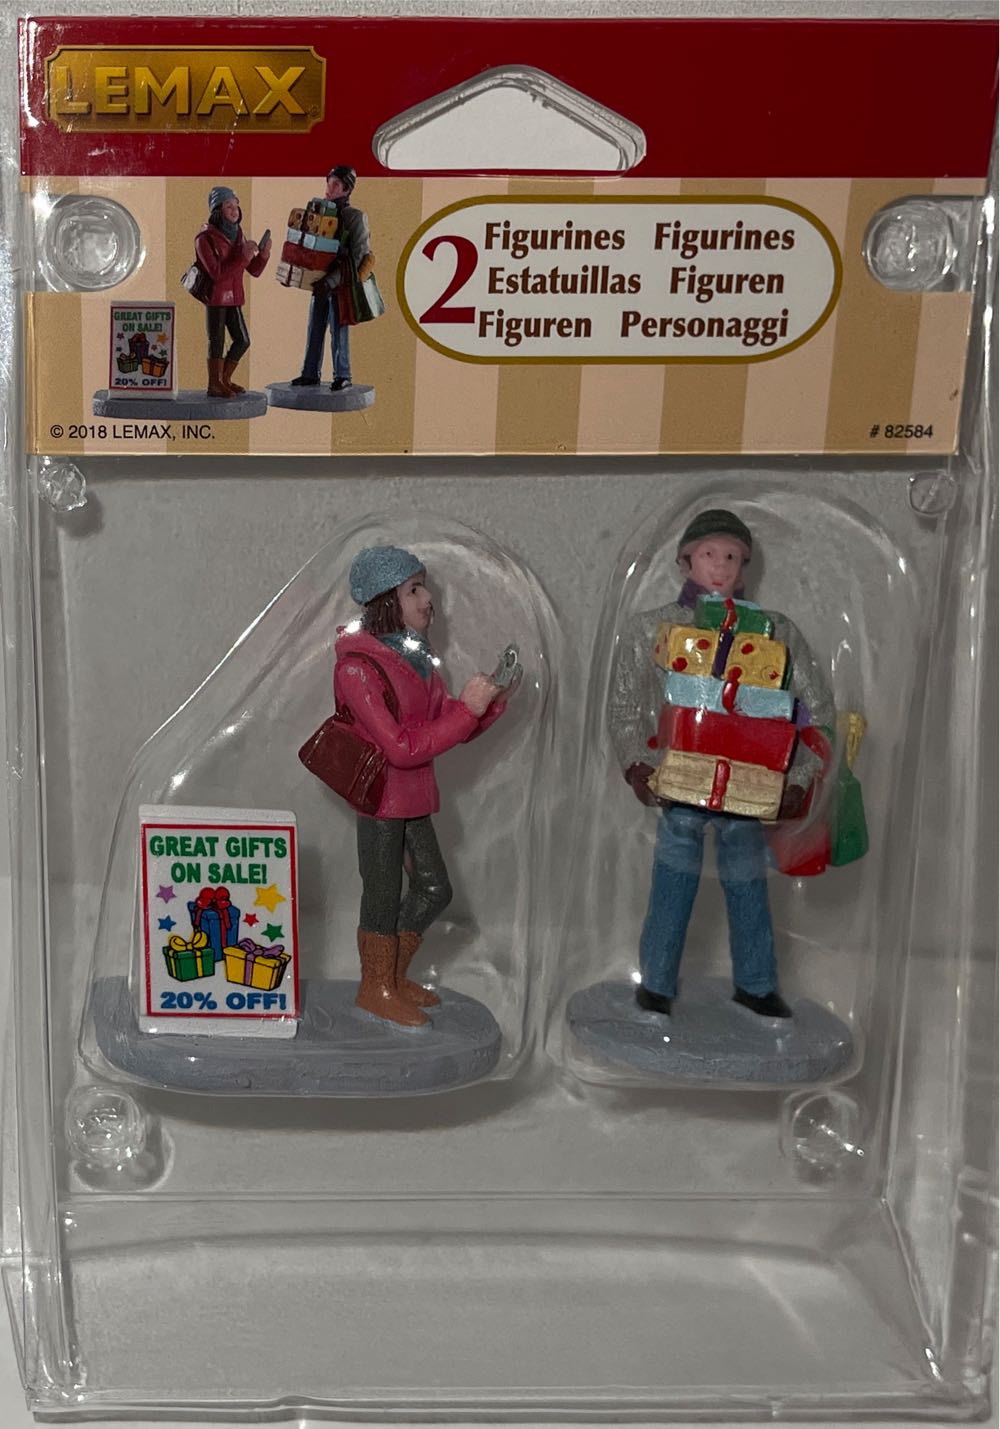 LEMAX
2
Figurines Figurines
Estatuillas Figuren
Figuren Personaggi
GREAT GIFTS
ON SALE!
20% OFF!
© 2018 LEMAX, INC.
# 82584
GREAT GIFTS
ON SALE!
20% OFF!